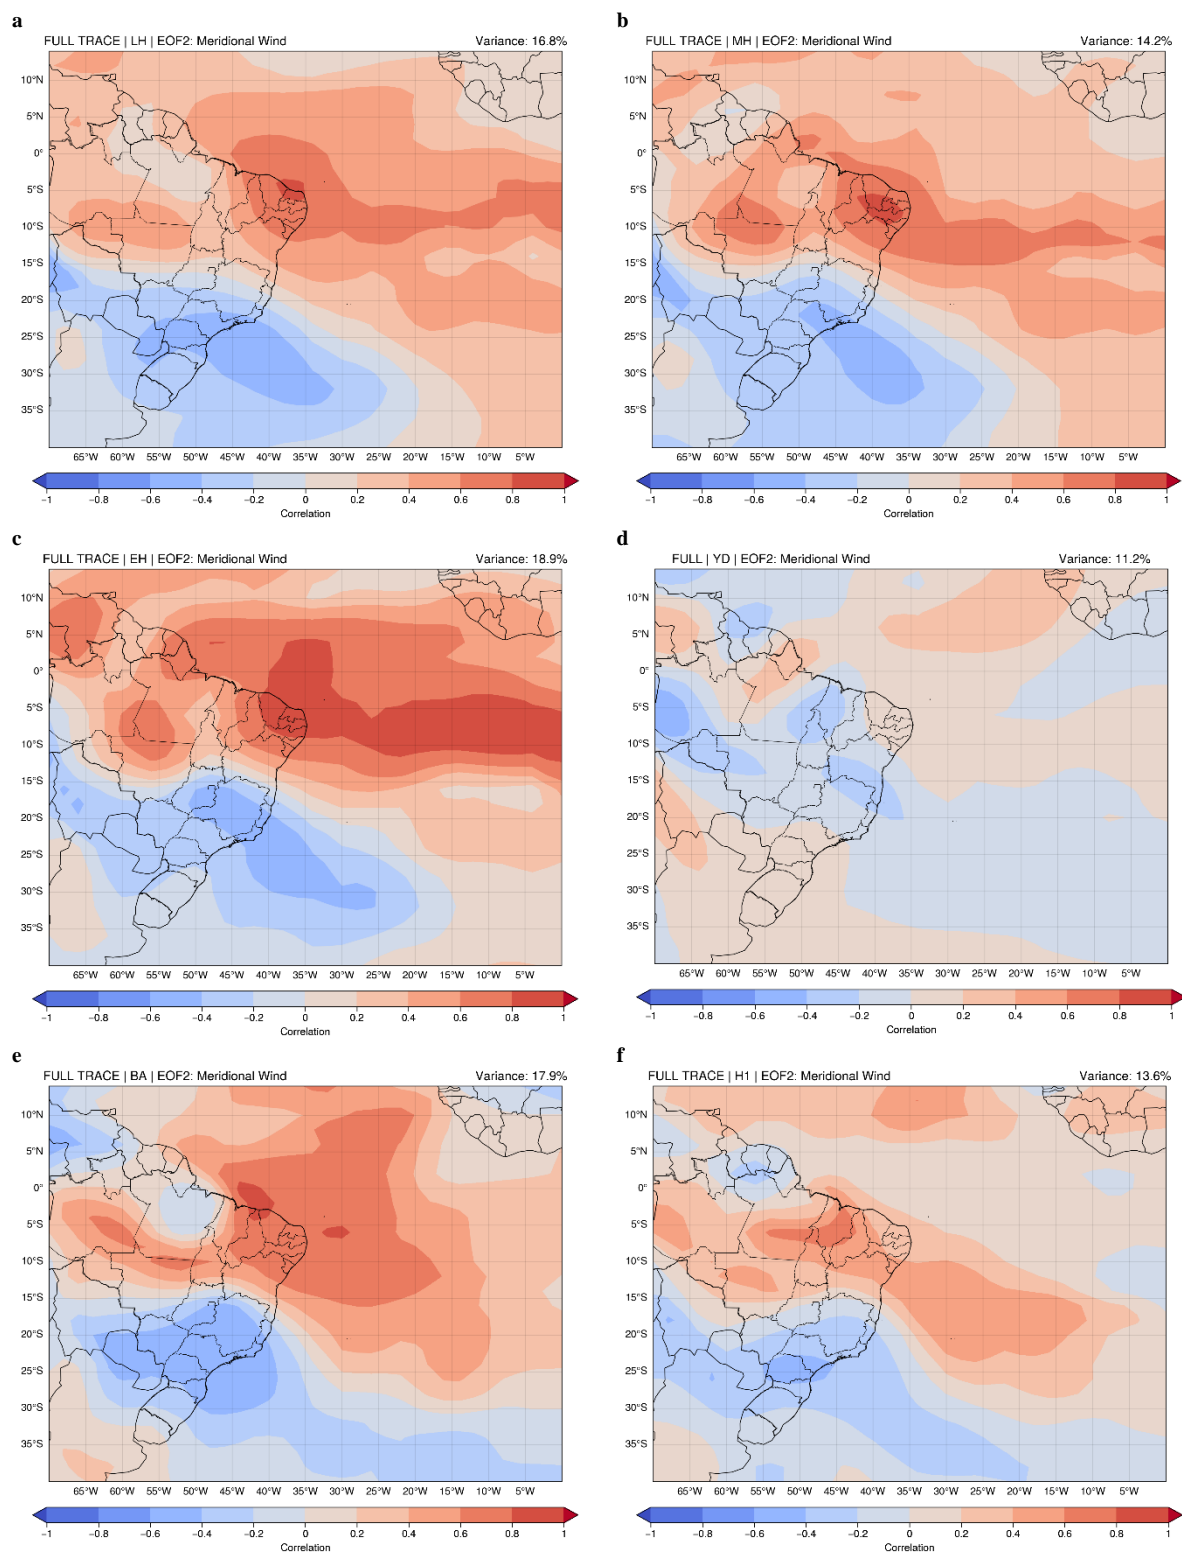 a
FULL TRACE | LH | EOF2: Meridional Wind Variance: 16.8%
10°N
5°N
0°
5°S
10°S
15°S
20°S
25°S
30°S
35°S
65°W 60°W 55°W 50°W 45°W 40°W 35°W 30°W 25°W 20°W 15°W 10°W 5°W
−1 −0.8 −0.6 −0.4 −0.2 0 0.2 0.4 0.6 0.8 1
Correlation
b
FULL TRACE | MH | EOF2: Meridional Wind Variance: 14.2%
10°N
5°N
0°
5°S
10°S
15°S
20°S
25°S
30°S
35°S
65°W 60°W 55°W 50°W 45°W 40°W 35°W 30°W 25°W 20°W 15°W 10°W 5°W
−1 −0.8 −0.6 −0.4 −0.2 0 0.2 0.4 0.6 0.8 1
Correlation
c
FULL TRACE | EH | EOF2: Meridional Wind Variance: 18.9%
10°N
5°N
0°
5°S
10°S
15°S
20°S
25°S
30°S
35°S
65°W 60°W 55°W 50°W 45°W 40°W 35°W 30°W 25°W 20°W 15°W 10°W 5°W
−1 −0.8 −0.6 −0.4 −0.2 0 0.2 0.4 0.6 0.8 1
Correlation
d
FULL | YD | EOF2: Meridional Wind Variance: 11.2%
10°N
5°N
0°
5°S
10°S
15°S
20°S
25°S
30°S
35°S
65°W 60°W 55°W 50°W 45°W 40°W 35°W 30°W 25°W 20°W 15°W 10°W 5°W
−1 −0.8 −0.6 −0.4 −0.2 0 0.2 0.4 0.6 0.8 1
Correlation
e
FULL TRACE | BA | EOF2: Meridional Wind Variance: 17.9%
10°N
5°N
0°
5°S
10°S
15°S
20°S
25°S
30°S
35°S
65°W 60°W 55°W 50°W 45°W 40°W 35°W 30°W 25°W 20°W 15°W 10°W 5°W
−1 −0.8 −0.6 −0.4 −0.2 0 0.2 0.4 0.6 0.8 1
Correlation
f
FULL TRACE | H1 | EOF2: Meridional Wind Variance: 13.6%
10°N
5°N
0°
5°S
10°S
15°S
20°S
25°S
30°S
35°S
65°W 60°W 55°W 50°W 45°W 40°W 35°W 30°W 25°W 20°W 15°W 10°W 5°W
−1 −0.8 −0.6 −0.4 −0.2 0 0.2 0.4 0.6 0.8 1
Correlation